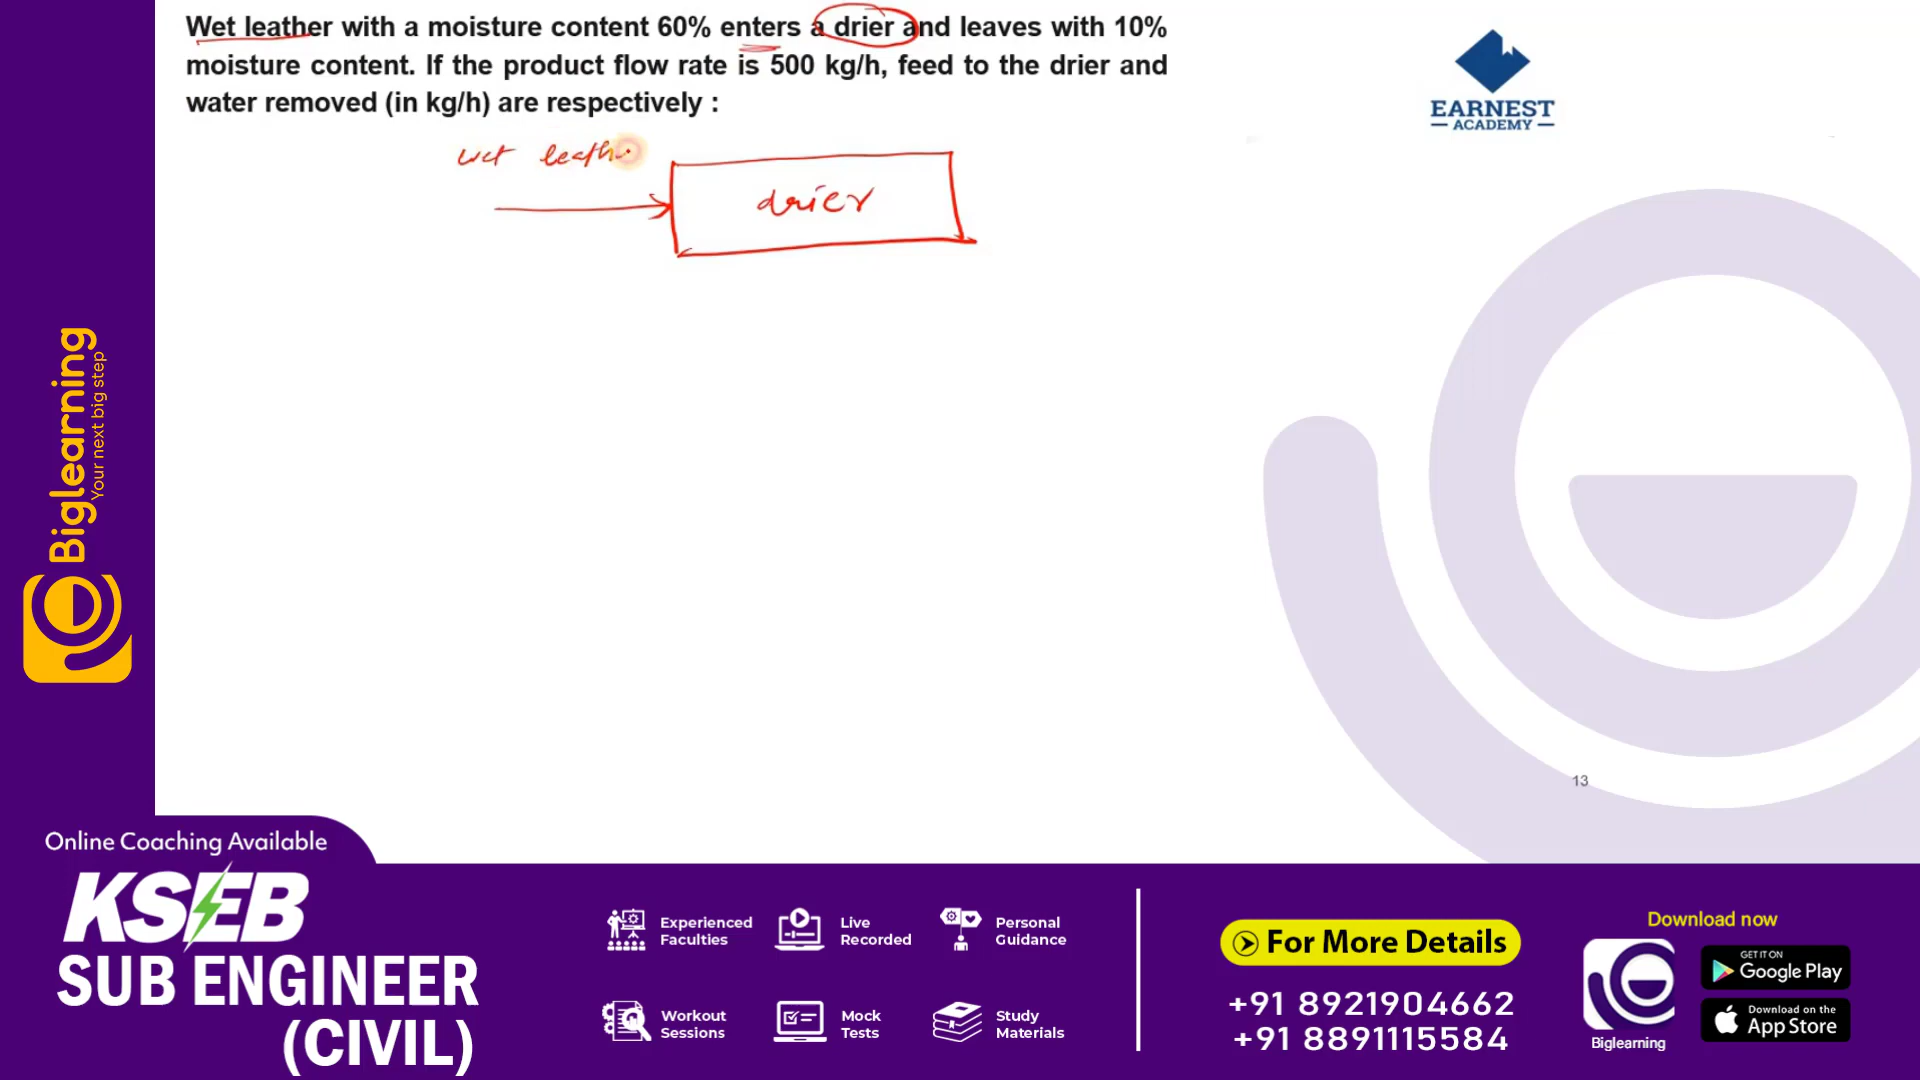 Wet leather with a moisture content 60% enters a drier and leaves with 10%
moisture content. If the product flow rate is 500 kg/h, feed to the drier and
water removed (in kg/h) are respectively :
EARNEST
ACADEMY
wet leath
drier
Biglearning
Your next big step
13
Online Coaching Available
KSEB
SUB ENGINEER
(CIVIL)
Experienced
Faculties
Live
Recorded
Personal
Guidance
Workout
Sessions
Mock
Tests
Study
Materials
For More Details
+91 8921904662
+91 8891115584
Download now
Biglearning
GET IT ON
Google Play
Download on the
App Store